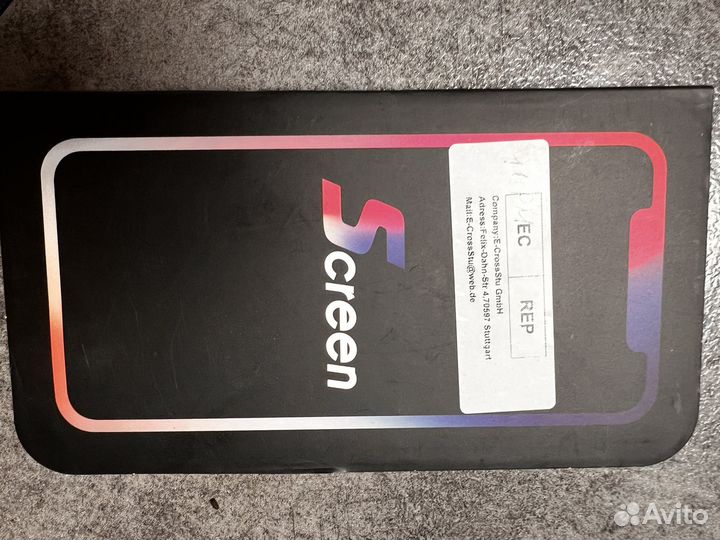 EC REP
Company:E-CrossStu GmbH
Adress:Felix-Dahn-Str 4,70597 Stuttgart
Mail:E-CrossStu@web.de
Screen
Avito